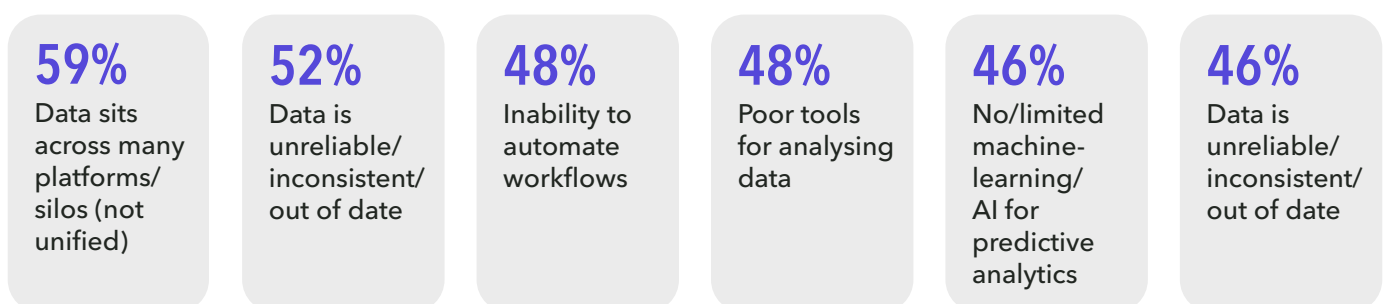 59%
Data sits
across many
platforms/
silos (not
unified)
52%
Data is
unreliable/
inconsistent/
out of date
48%
Inability to
automate
workflows
48%
Poor tools
for analysing
data
46%
No/limited
machine-
learning/
AI for
predictive
analytics
46%
Data is
unreliable/
inconsistent/
out of date